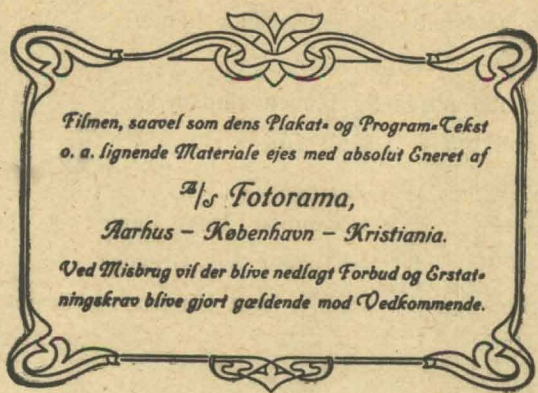 Filmen, saavel som dens Plakat- og Program-Tekst
o. a. lignende Materiale ejes med absolut Eneret af
A/s Fotorama,
Aarhus – København – Kristiania.
Ved Misbrug vil der blive nedlagt Forbud og Erstat-
ningskrav blive gjort gældende mod Vedkommende.